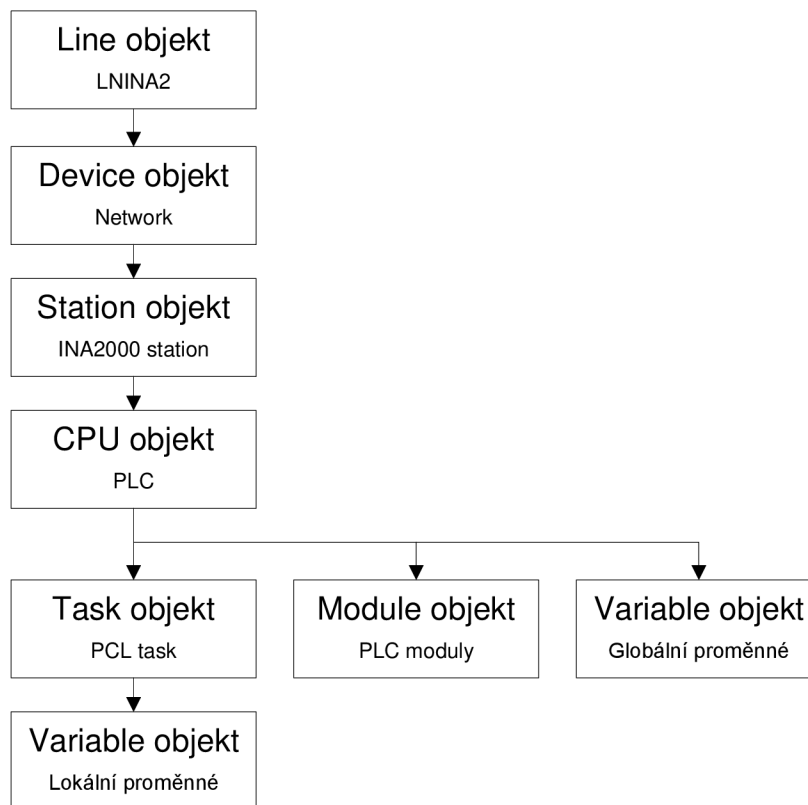 Line objekt
LNINA2
Device objekt
Network
Station objekt
INA2000 station
CPU objekt
PLC
Task objekt
PCL task
Module objekt
PLC moduly
Variable objekt
Globální proměnné
Variable objekt
Lokální proměnné